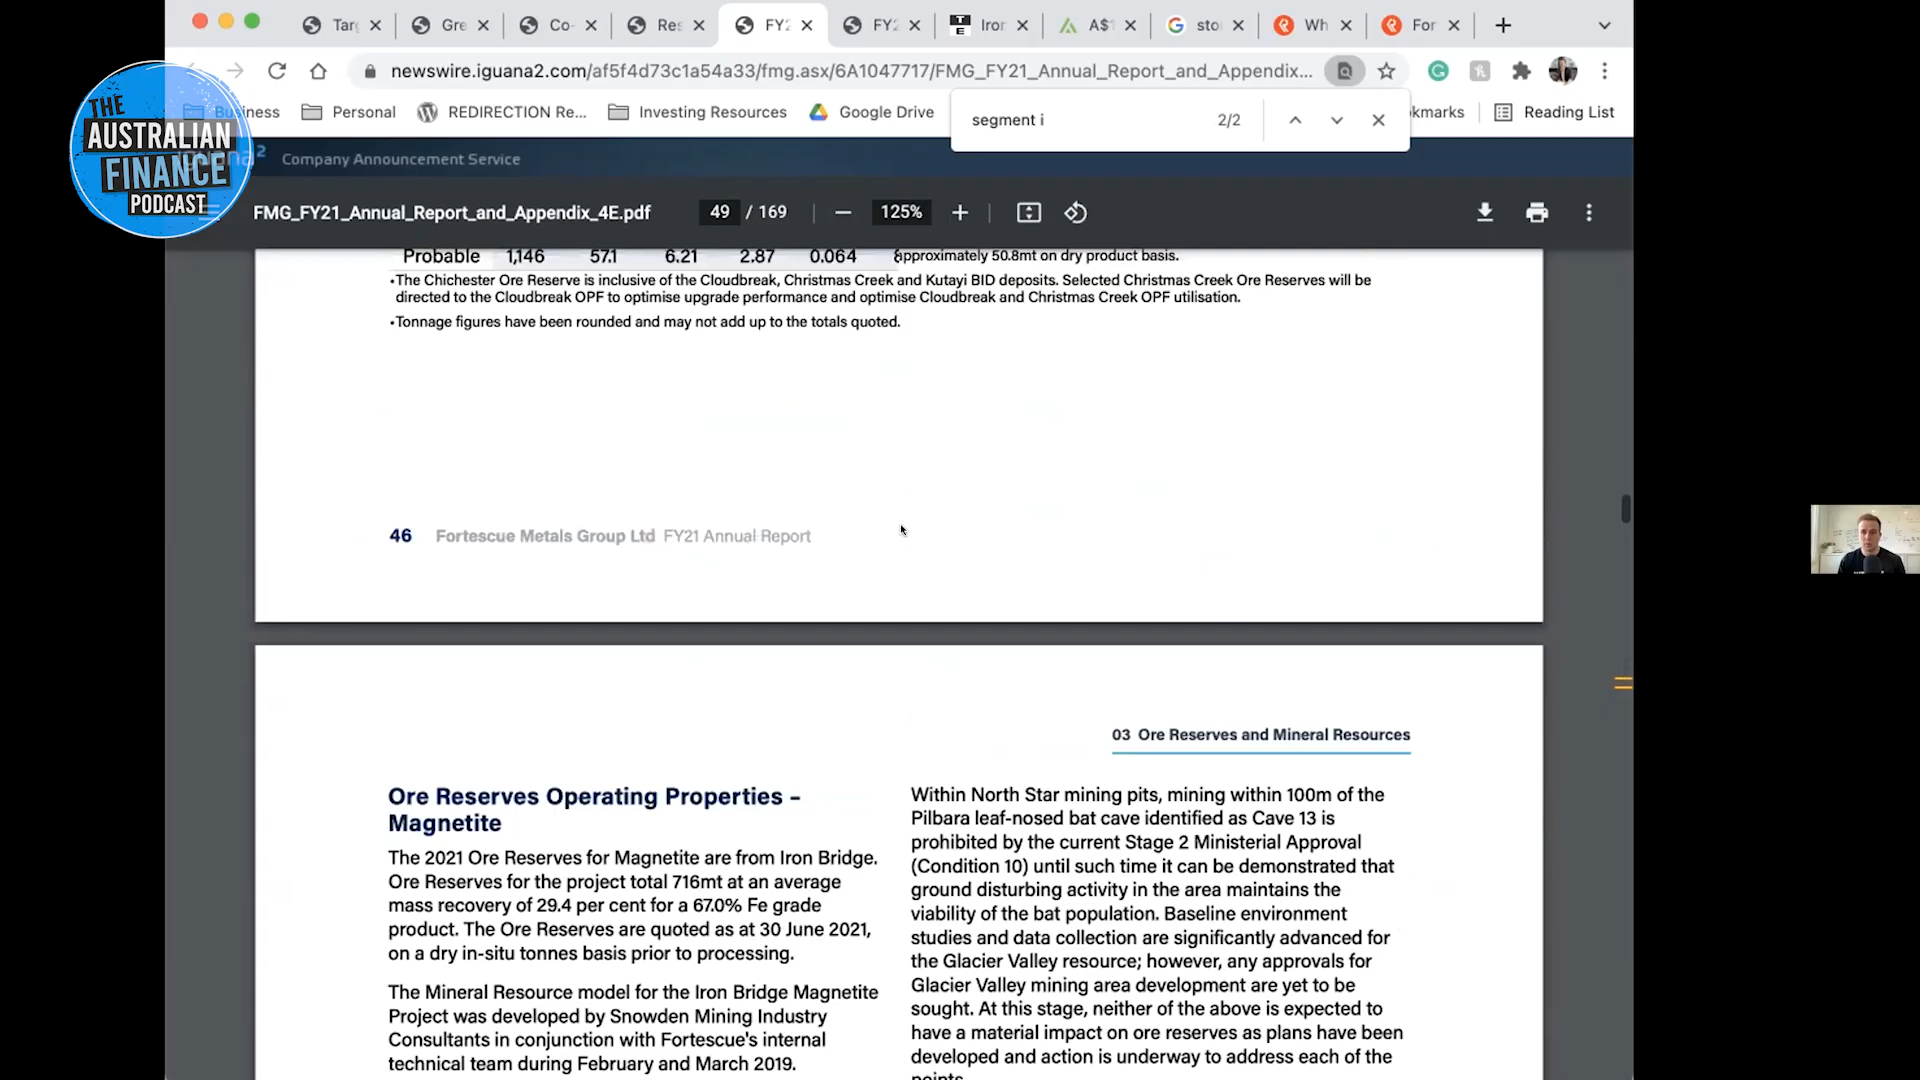 Tar
Gre
Co-
Res
FY2
FY2
Iron
A$1
sto
Wh
For
newswire.iguana2.com/af5f4d73c1a54a33/fmg.asx/6A1047717/FMG_FY21_Annual_Report_and_Appendix...
Business
Personal
REDIRECTION Re...
Investing Resources
Google Drive
segment i
2/2
kmarks
Reading List
THE
AUSTRALIAN
FINANCE
PODCAST
Company Announcement Service
FMG_FY21_Annual_Report_and_Appendix_4E.pdf
49 / 169
125%
Probable 1,146 57.1 6.21 2.87 0.064
approximately 50.8mt on dry product basis.
•The Chichester Ore Reserve is inclusive of the Cloudbreak, Christmas Creek and Kutayi BID deposits. Selected Christmas Creek Ore Reserves will be
directed to the Cloudbreak OPF to optimise upgrade performance and optimise Cloudbreak and Christmas Creek OPF utilisation.
•Tonnage figures have been rounded and may not add up to the totals quoted.
46 Fortescue Metals Group Ltd FY21 Annual Report
03 Ore Reserves and Mineral Resources
Ore Reserves Operating Properties –
Magnetite
The 2021 Ore Reserves for Magnetite are from Iron Bridge.
Ore Reserves for the project total 716mt at an average
mass recovery of 29.4 per cent for a 67.0% Fe grade
product. The Ore Reserves are quoted as at 30 June 2021,
on a dry in-situ tonnes basis prior to processing.
The Mineral Resource model for the Iron Bridge Magnetite
Project was developed by Snowden Mining Industry
Consultants in conjunction with Fortescue's internal
technical team during February and March 2019.
Within North Star mining pits, mining within 100m of the
Pilbara leaf-nosed bat cave identified as Cave 13 is
prohibited by the current Stage 2 Ministerial Approval
(Condition 10) until such time it can be demonstrated that
ground disturbing activity in the area maintains the
viability of the bat population. Baseline environment
studies and data collection are significantly advanced for
the Glacier Valley resource; however, any approvals for
Glacier Valley mining area development are yet to be
sought. At this stage, neither of the above is expected to
have a material impact on ore reserves as plans have been
developed and action is underway to address each of the
points.